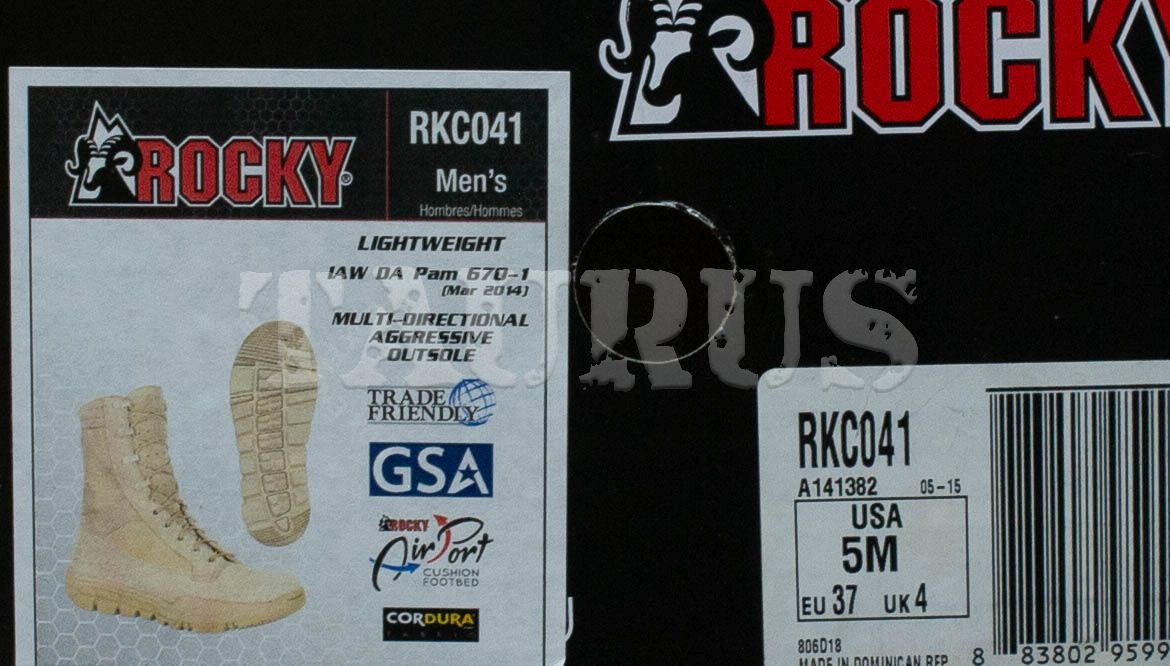 ROCKY
ROCKY®
RKC041
Men's
Hombres/Hommes
LIGHTWEIGHT
IAW DA Pam 670-1
(Mar 2014)
MULTI-DIRECTIONAL
AGGRESSIVE
OUTSOLE
TRADE
FRIENDLY
GSA
ROCKY
AirPort
CUSHION
FOOTBED
CORDURA
FABRIC
TAURUS
RKC041
A141382 05-15
USA
5M
EU 37 UK 4
806D18
MADE IN DOMINICAN REP
8 83802 9599